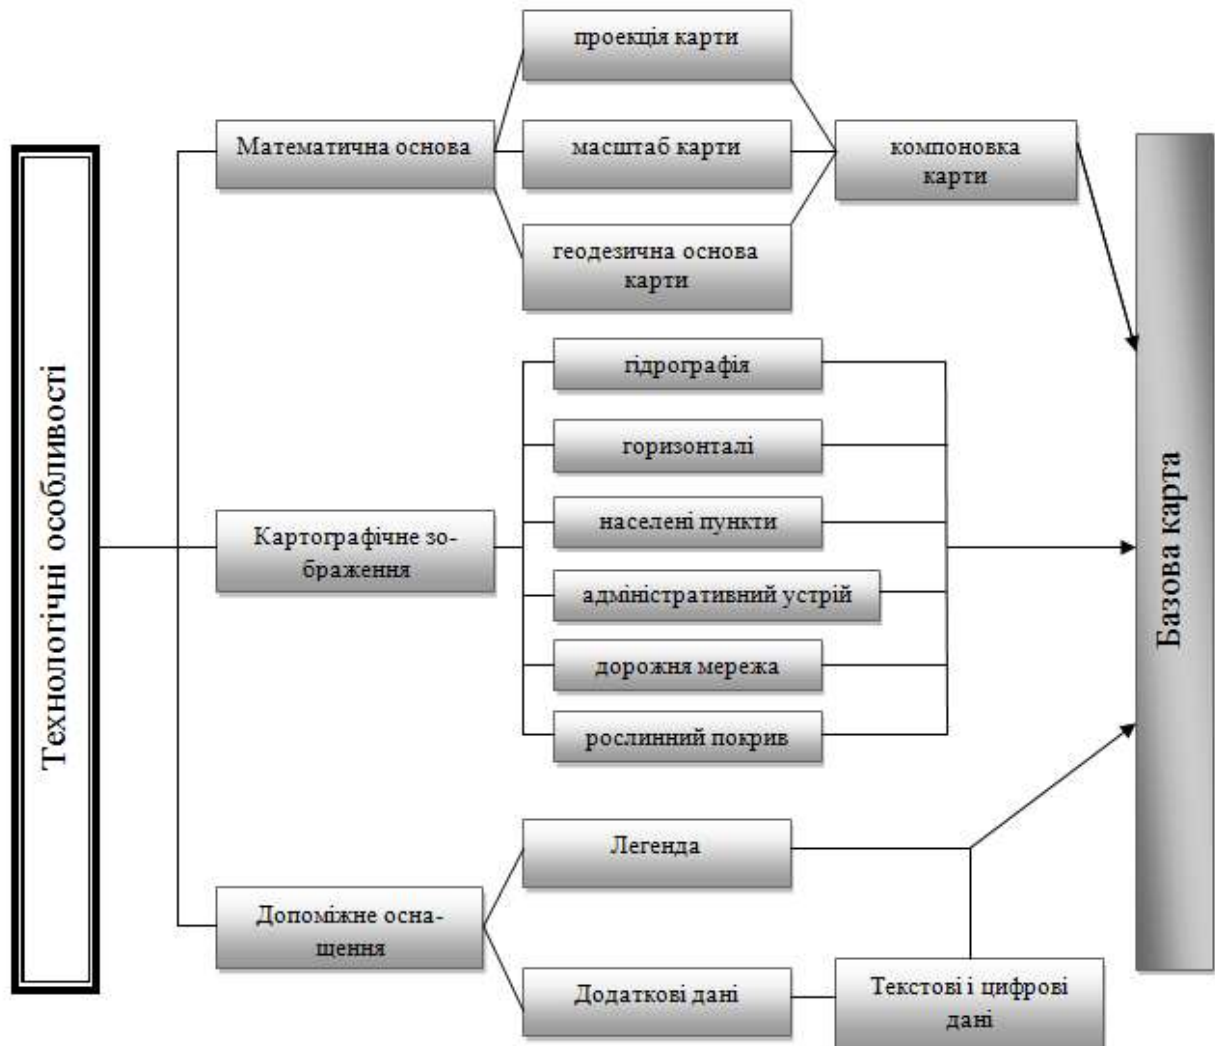 Технологічні особливості
Математична основа
проекція карти
масштаб карти
геодезична основа
карти
компоновка
карти
Картографічне зо-
браження
гідрографія
горизонталі
населені пункти
адміністративний устрій
дорожня мережа
рослинний покрив
Допоміжне осна-
щення
Легенда
Додаткові дані
Текстові і цифрові
дані
Базова карта